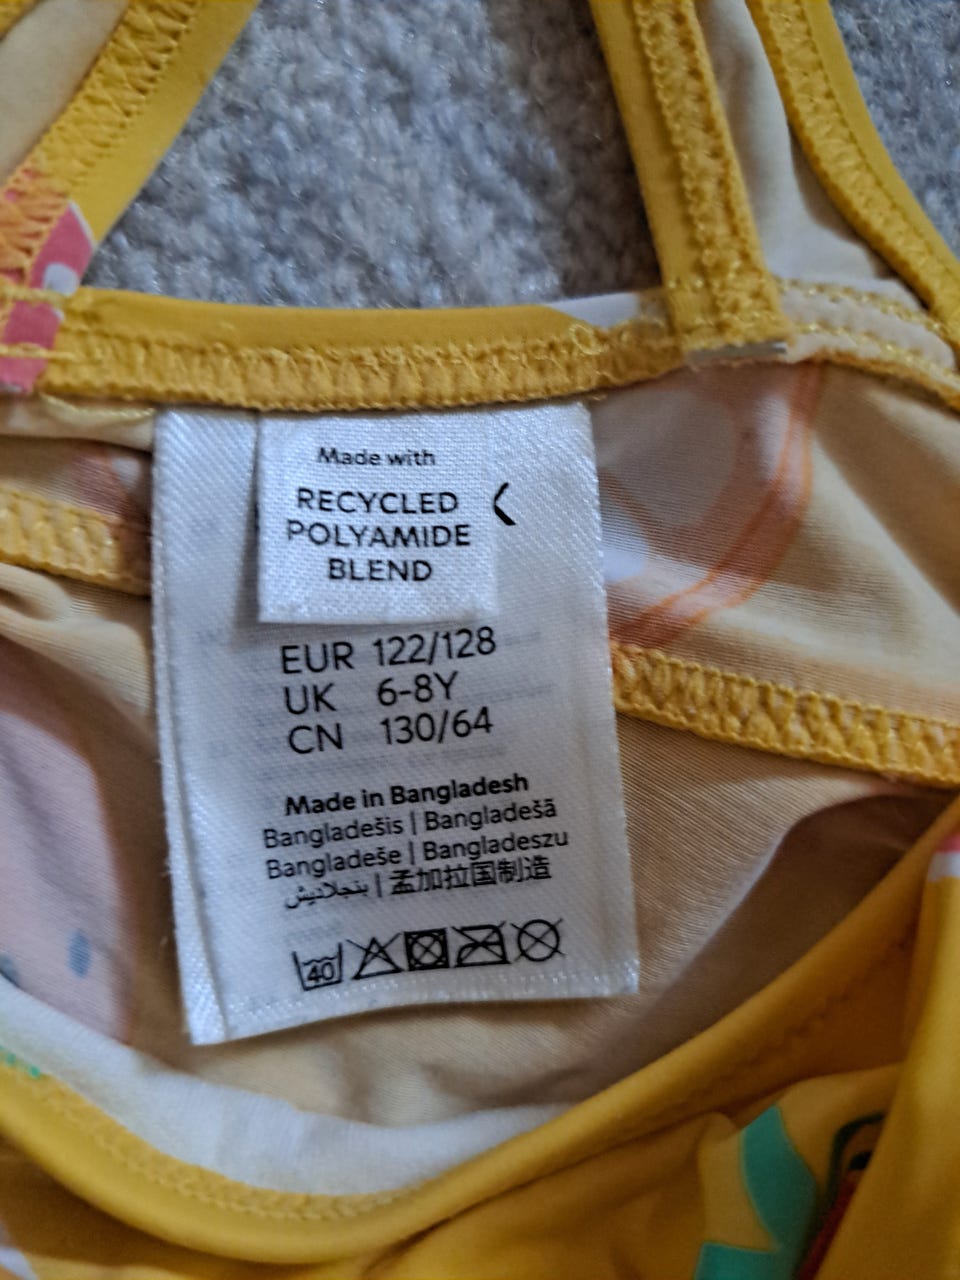 Made with
RECYCLED
POLYAMIDE
BLEND
EUR 122/128
UK 6-8Y
CN 130/64
Made in Bangladesh
Bangladešis | Bangladešā
Bangladeše | Bangladeszu
بنجلاديش | 孟加拉国制造
40